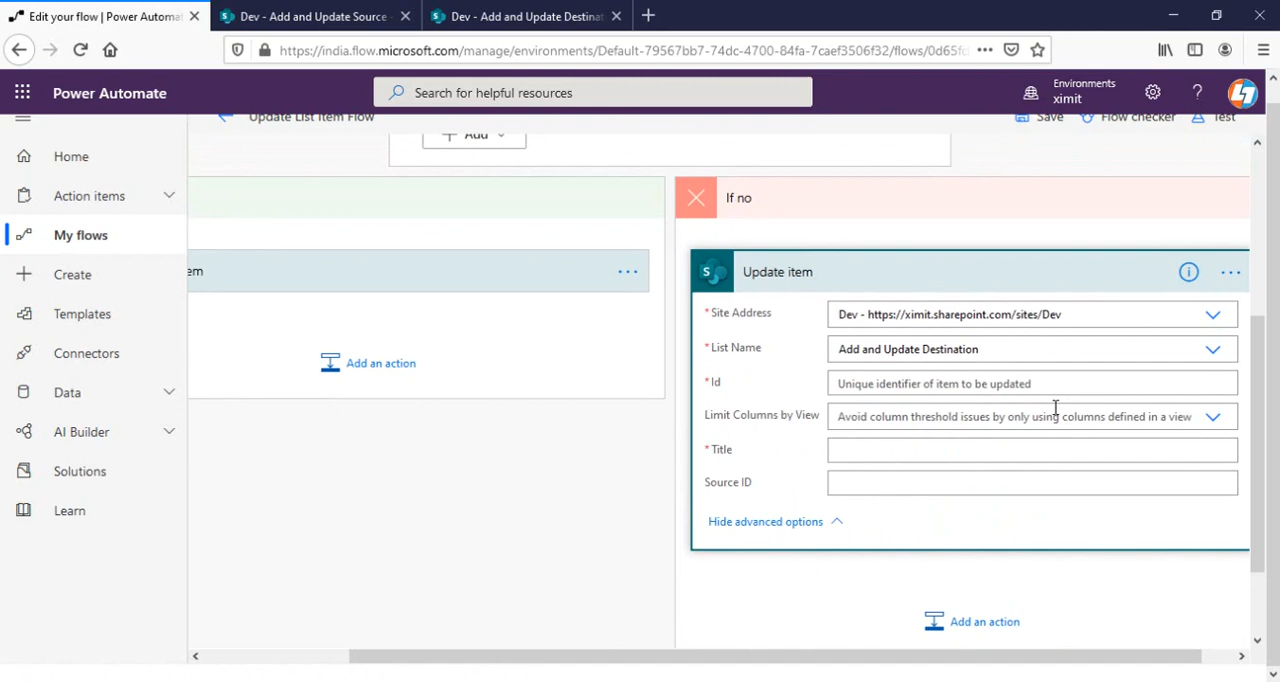 Edit your flow | Power Automate
Dev - Add and Update Source
Dev - Add and Update Destinat
https://india.flow.microsoft.com/manage/environments/Default-79567bb7-74dc-4700-84fa-7caef3506f32/flows/0d65f
Power Automate
Search for helpful resources
Environments
ximit
Update List Item Flow
Save
Flow checker
Test
Add
Home
Action items
My flows
Create
Templates
Connectors
Data
AI Builder
Solutions
Learn
em
Add an action
If no
S
Update item
* Site Address
Dev - https://ximit.sharepoint.com/sites/Dev
* List Name
Add and Update Destination
* Id
Unique identifier of item to be updated
Limit Columns by View
Avoid column threshold issues by only using columns defined in a view
* Title
Source ID
Hide advanced options
Add an action